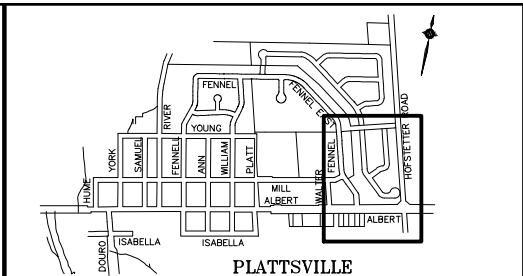 FENNEL
FENNEL EAST
ROAD
RIVER
YOUNG
YORK
SAMUEL
FENNELL
ANN
WILLIAM
PLATT
WALTER
FENNEL
HOFSTETTER
HUME
MILL
ALBERT
ALBERT
DOURO
ISABELLA
ISABELLA
PLATTSVILLE